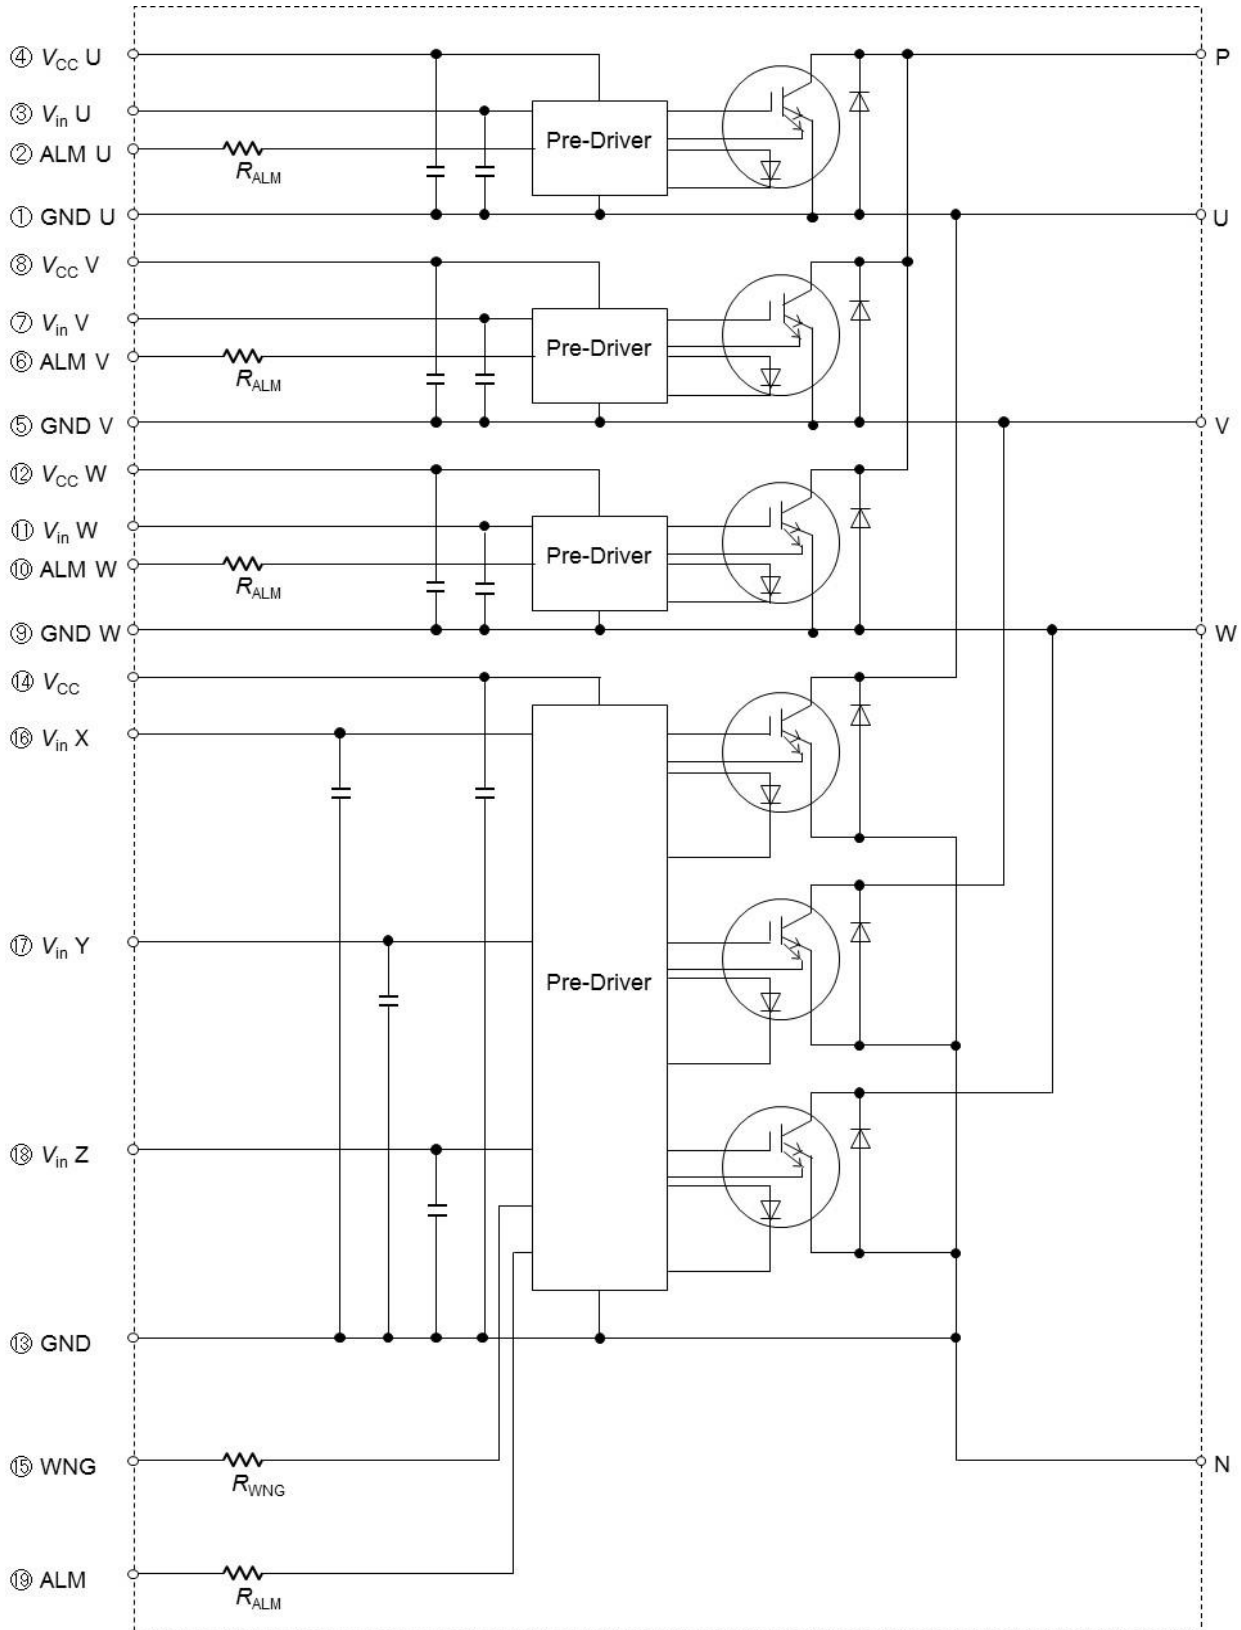 ④ VCC U
P
③ Vin U
Pre-Driver
② ALM U
RALM
① GND U
U
⑧ VCC V
⑦ Vin V
Pre-Driver
⑥ ALM V
RALM
⑤ GND V
V
⑫ VCC W
⑪ Vin W
Pre-Driver
⑩ ALM W
RALM
⑨ GND W
W
⑭ VCC
⑯ Vin X
⑰ Vin Y
Pre-Driver
⑱ Vin Z
⑬ GND
⑮ WNG
N
RWNG
⑲ ALM
RALM